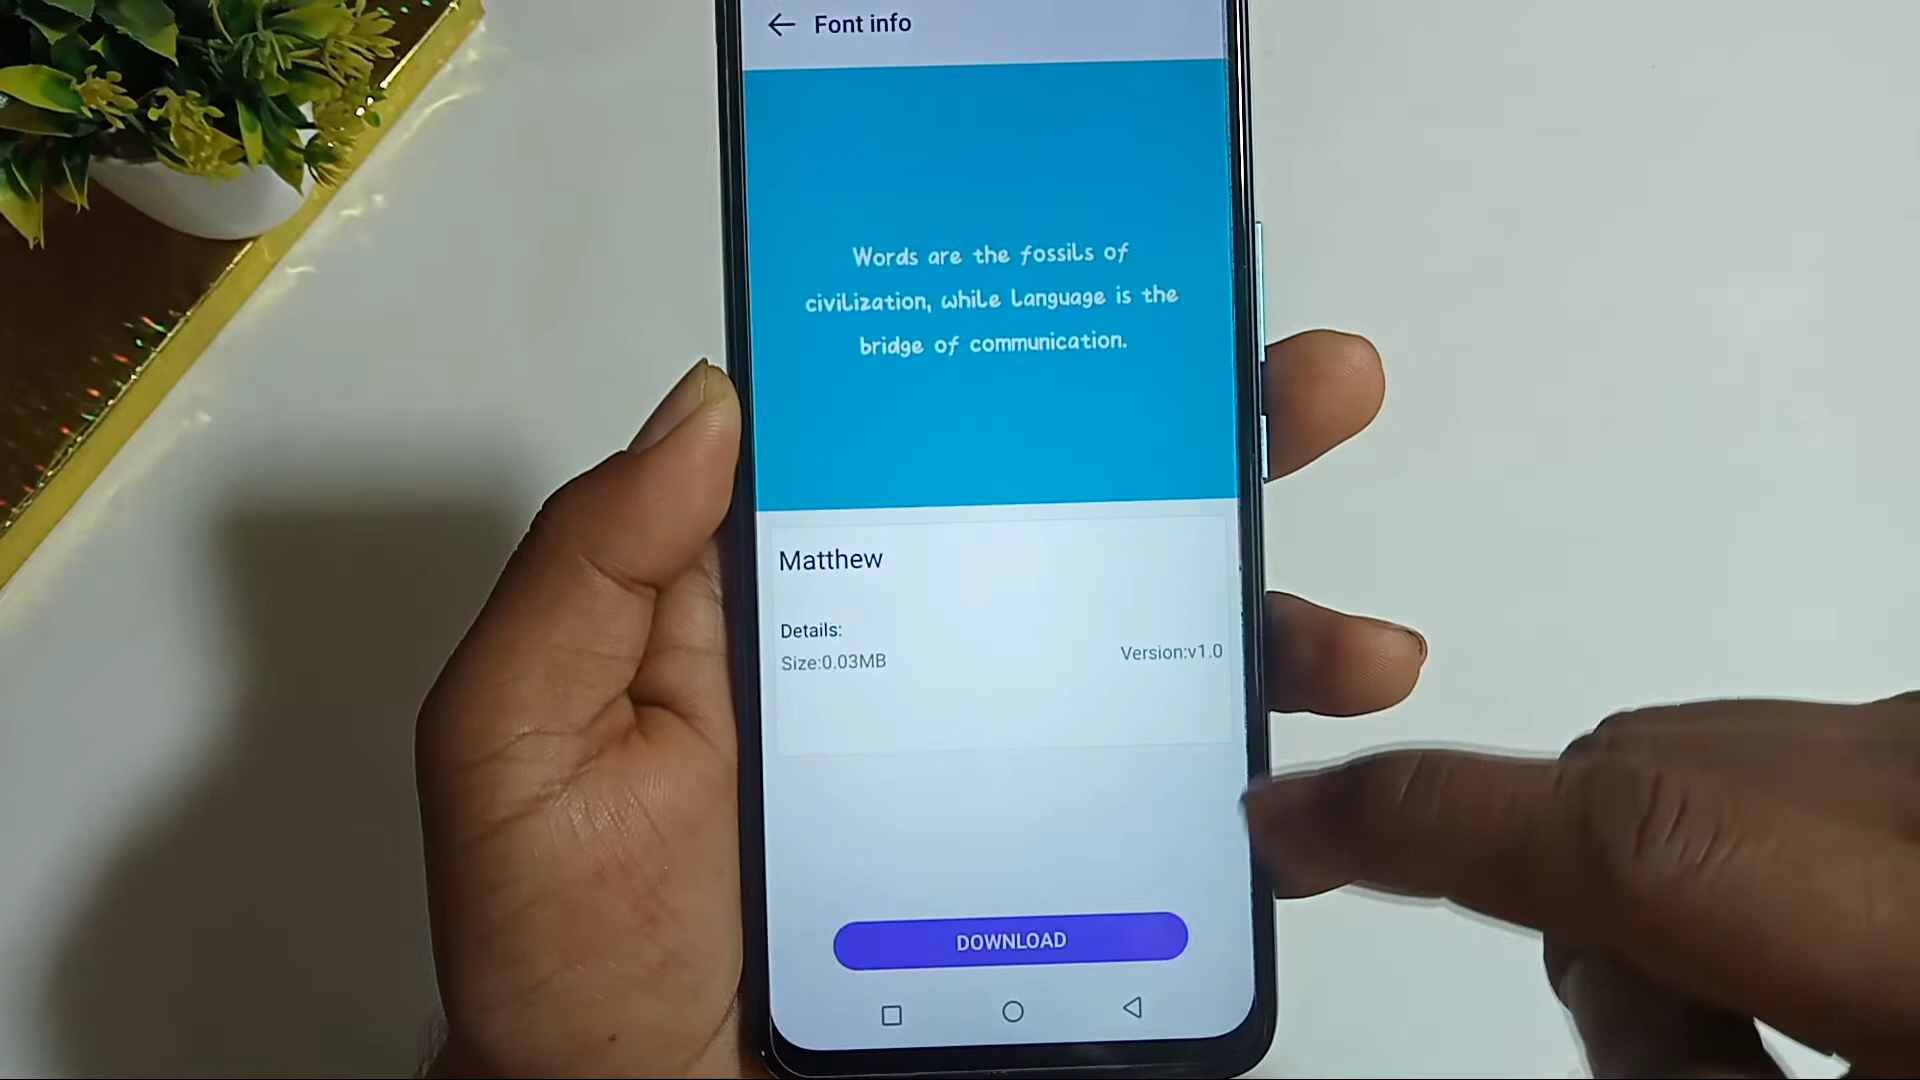 Font info
Words are the fossils of
civilization, while language is the
bridge of communication.
Matthew
Details:
Size:0.03MB
Version:v1.0
DOWNLOAD